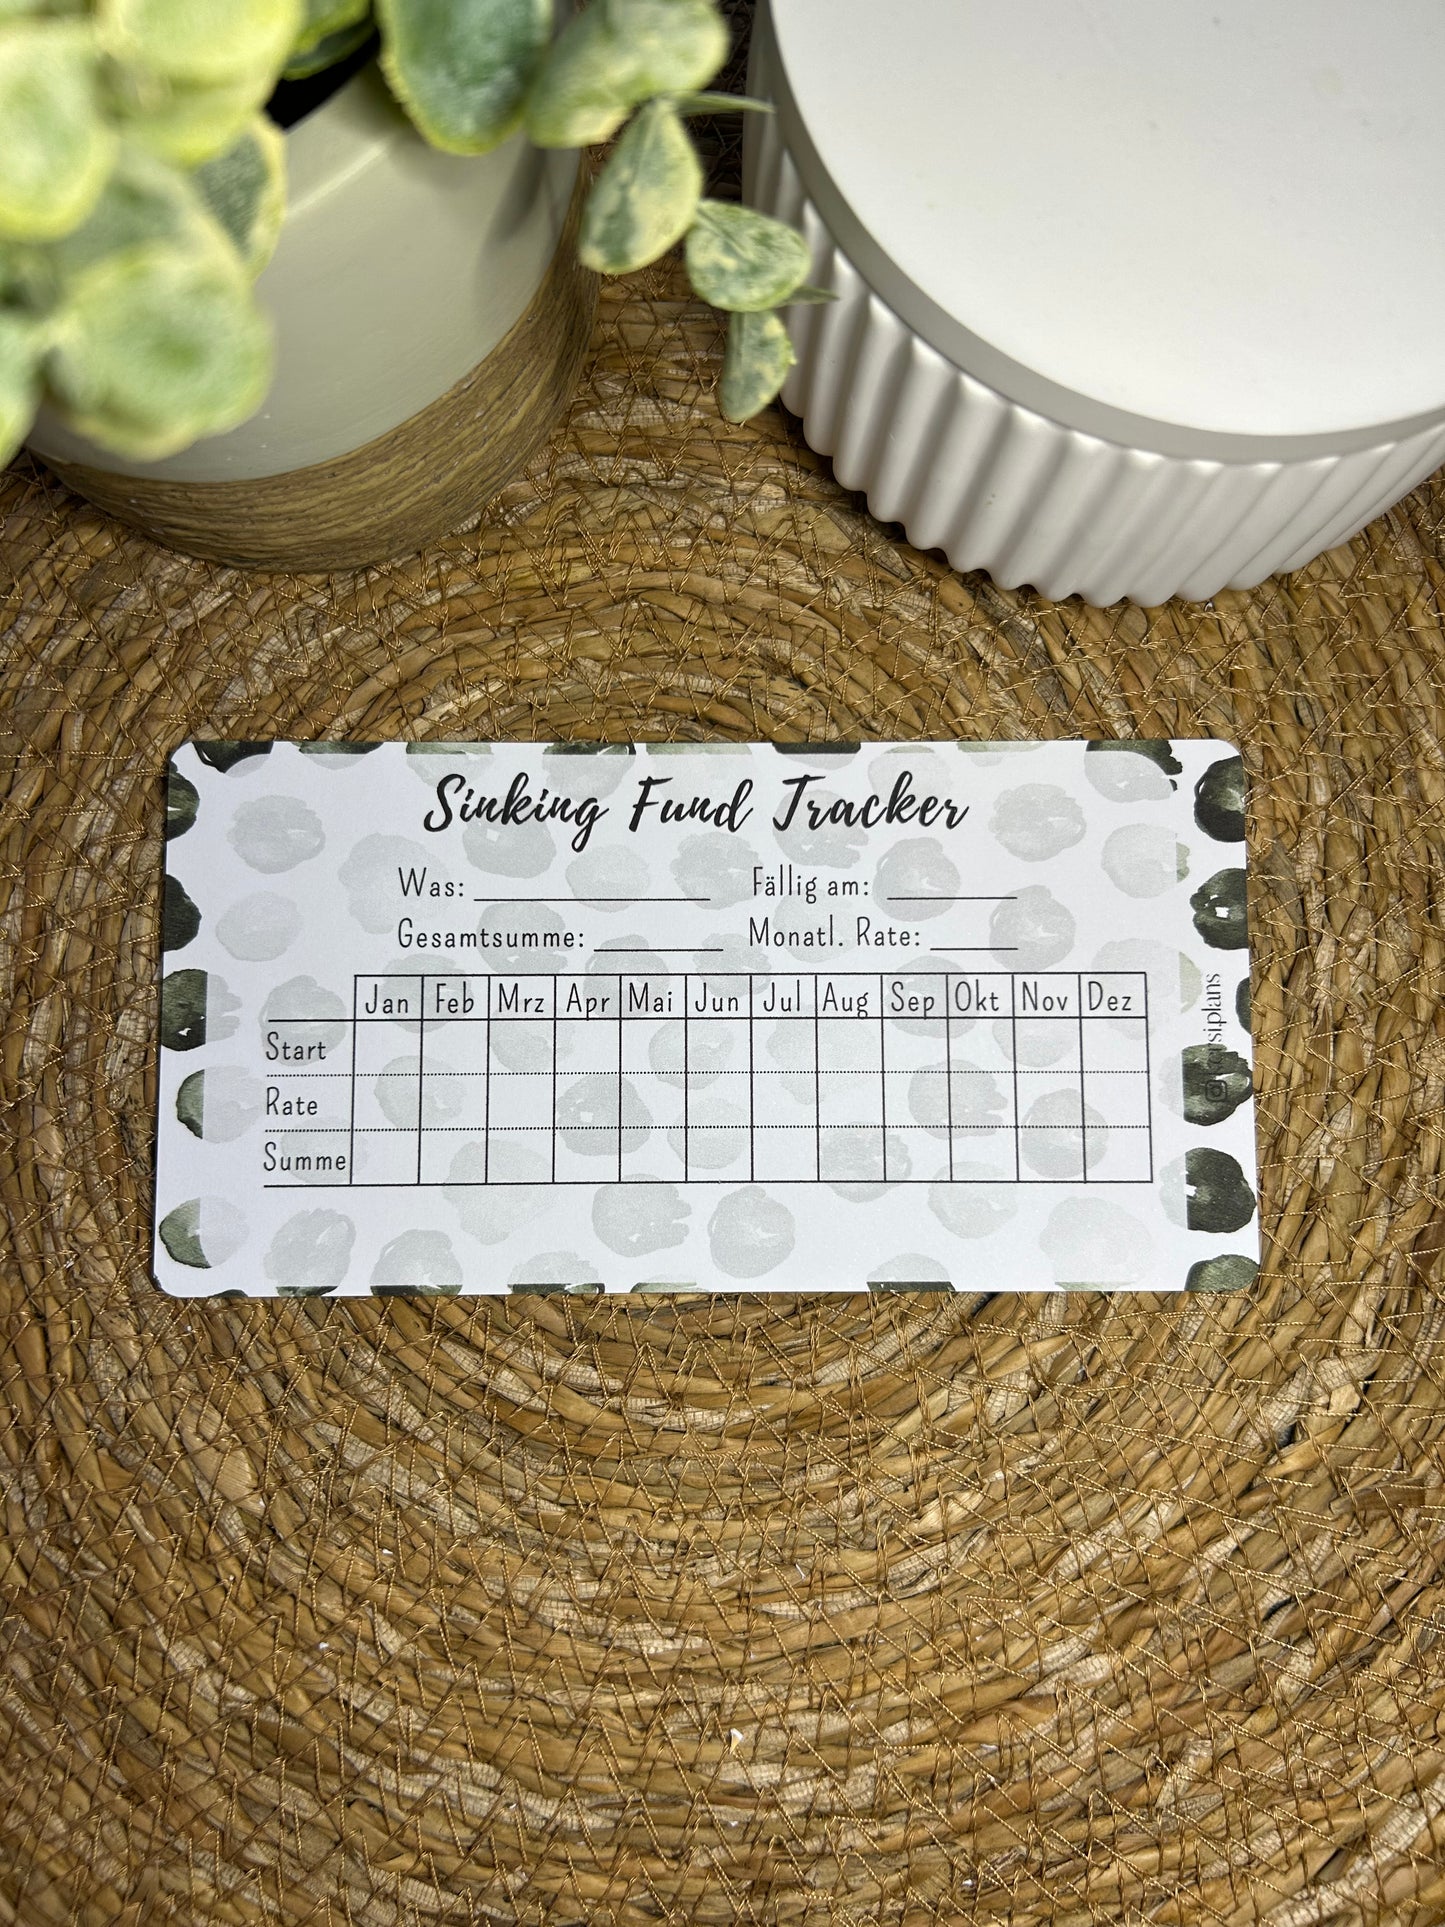 Sinking Fund Tracker
Was: Fällig am:
Gesamtsumme: Monatl. Rate:
Jan Feb Mrz Apr Mai Jun Jul Aug Sep Okt Nov Dez
Start
Rate
Summe